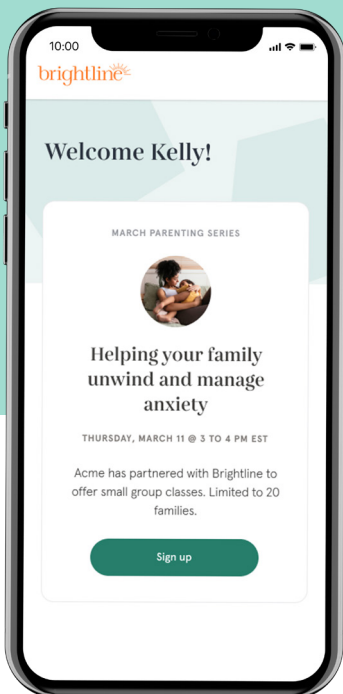 10:00
brightline
Welcome Kelly!
MARCH PARENTING SERIES
Helping your family
unwind and manage
anxiety
THURSDAY, MARCH 11 @ 3 TO 4 PM EST
Acme has partnered with Brightline to
offer small group classes. Limited to 20
families.
Sign up